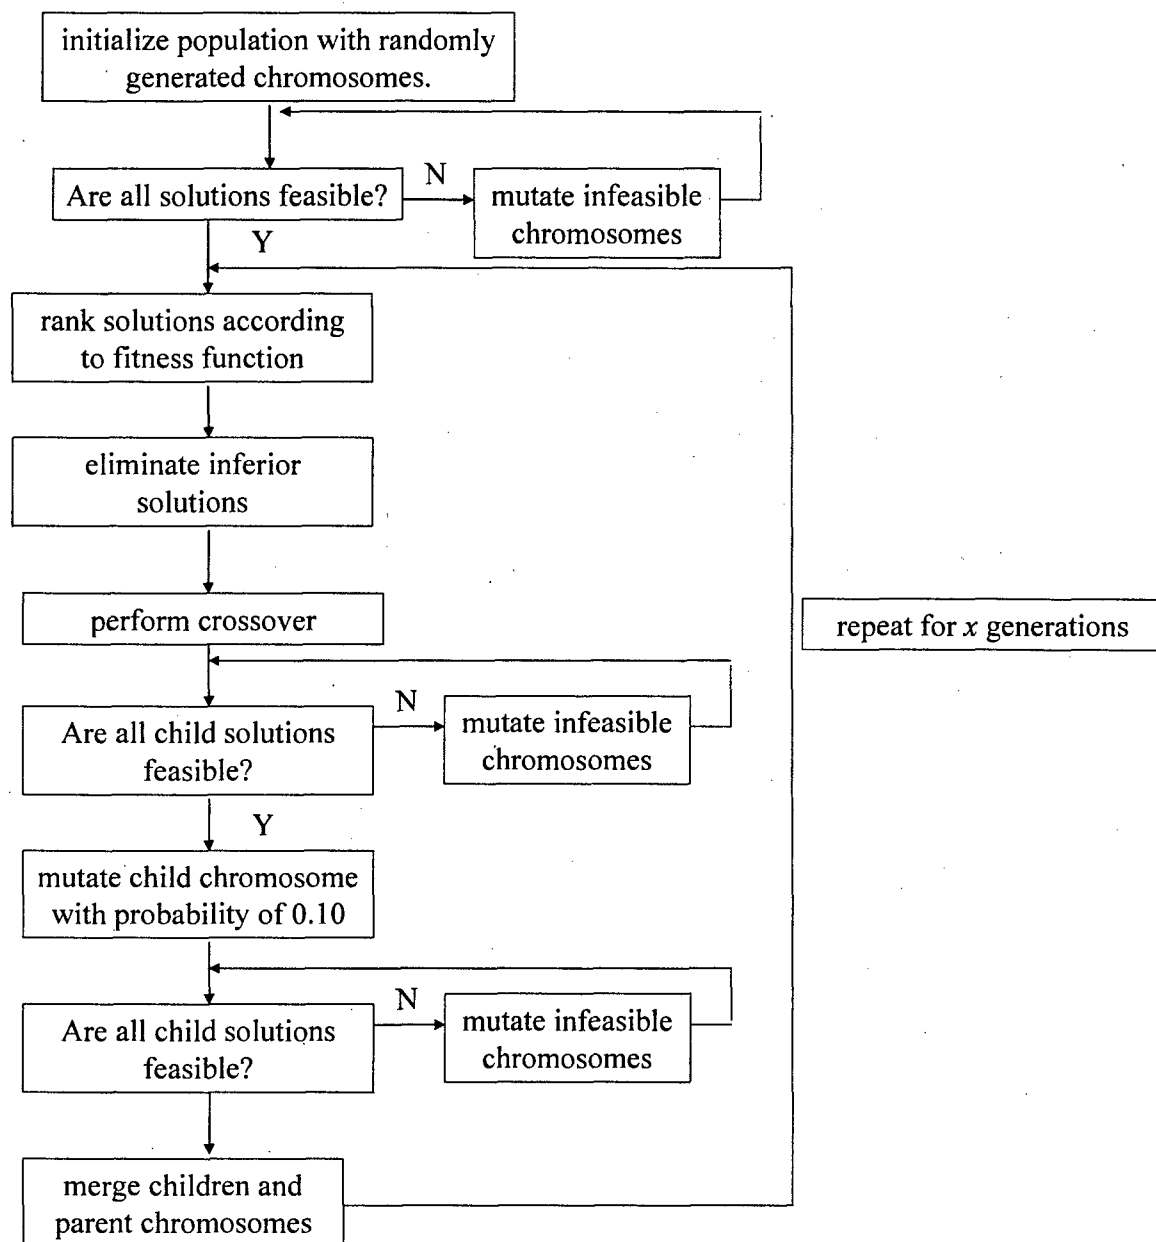 initialize population with randomly
generated chromosomes.
Are all solutions feasible?
N
mutate infeasible
chromosomes
Y
rank solutions according
to fitness function
eliminate inferior
solutions
perform crossover
repeat for x generations
Are all child solutions
feasible?
N
mutate infeasible
chromosomes
Y
mutate child chromosome
with probability of 0.10
Are all child solutions
feasible?
N
mutate infeasible
chromosomes
merge children and
parent chromosomes